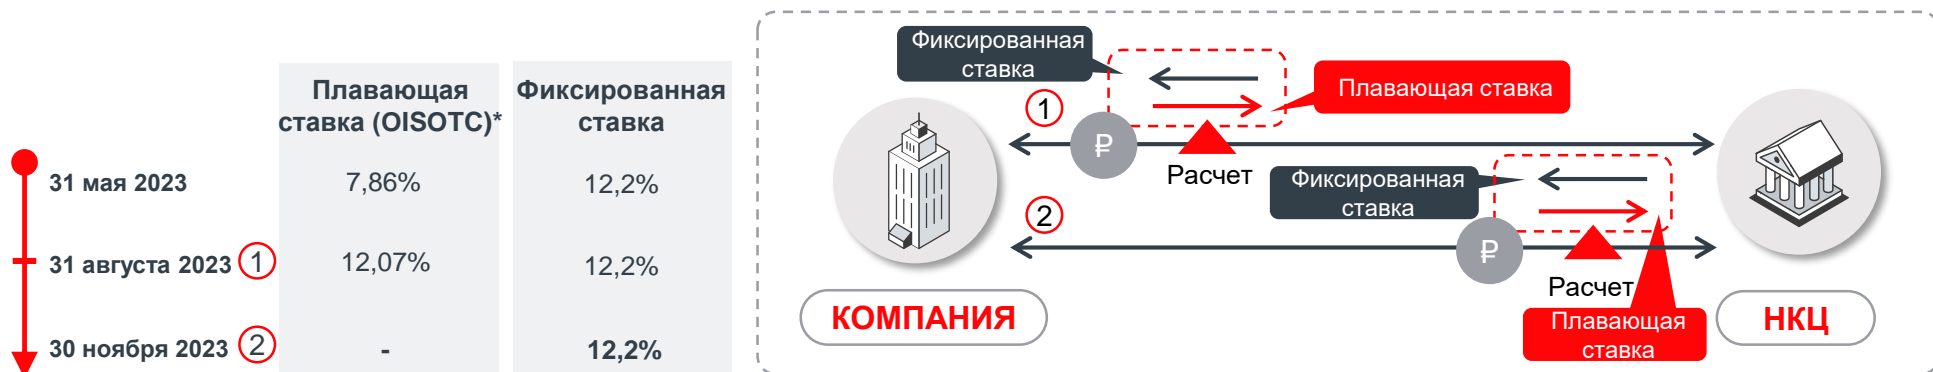 Плавающая
ставка (OISOTC)*
Фиксированная
ставка
31 мая 2023
7,86%
12,2%
31 августа 2023
1
12,07%
12,2%
30 ноября 2023
2
-
12,2%
Фиксированная
ставка
Плавающая ставка
1
₽
Расчет
Фиксированная
ставка
2
₽
Расчет
Плавающая
ставка
КОМПАНИЯ
НКЦ